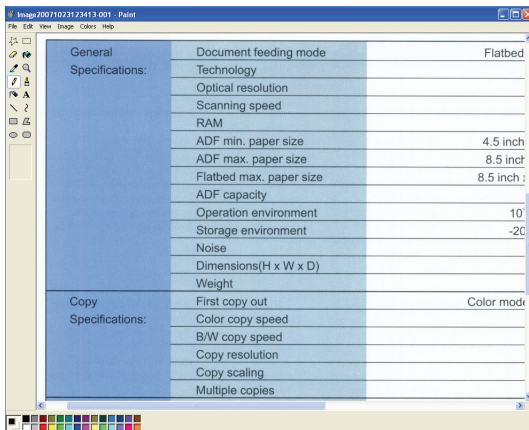 Image20071023123413-001 - Paint
File Edit View Image Colors Help
General Document feeding mode Flatbed
Specifications: Technology
Optical resolution
Scanning speed
RAM
ADF min. paper size 4.5 inch
ADF max. paper size 8.5 inch
Flatbed max. paper size 8.5 inch
ADF capacity
Operation environment 10
Storage environment -20
Noise
Dimensions(H x W x D)
Weight
Copy First copy out Color mode
Specifications: Color copy speed
B/W copy speed
Copy resolution
Copy scaling
Multiple copies